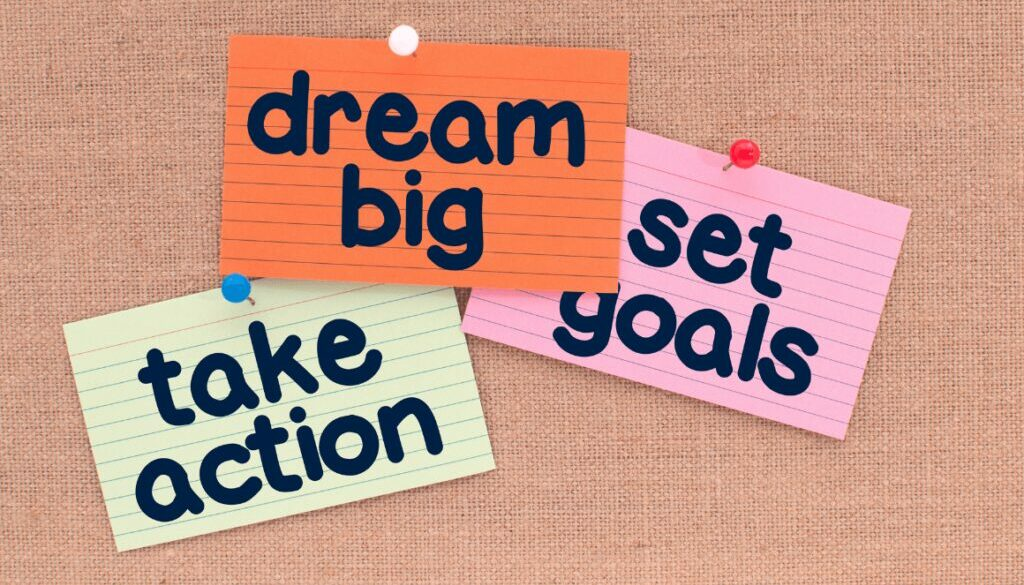 dream
big
set
goals
take
action